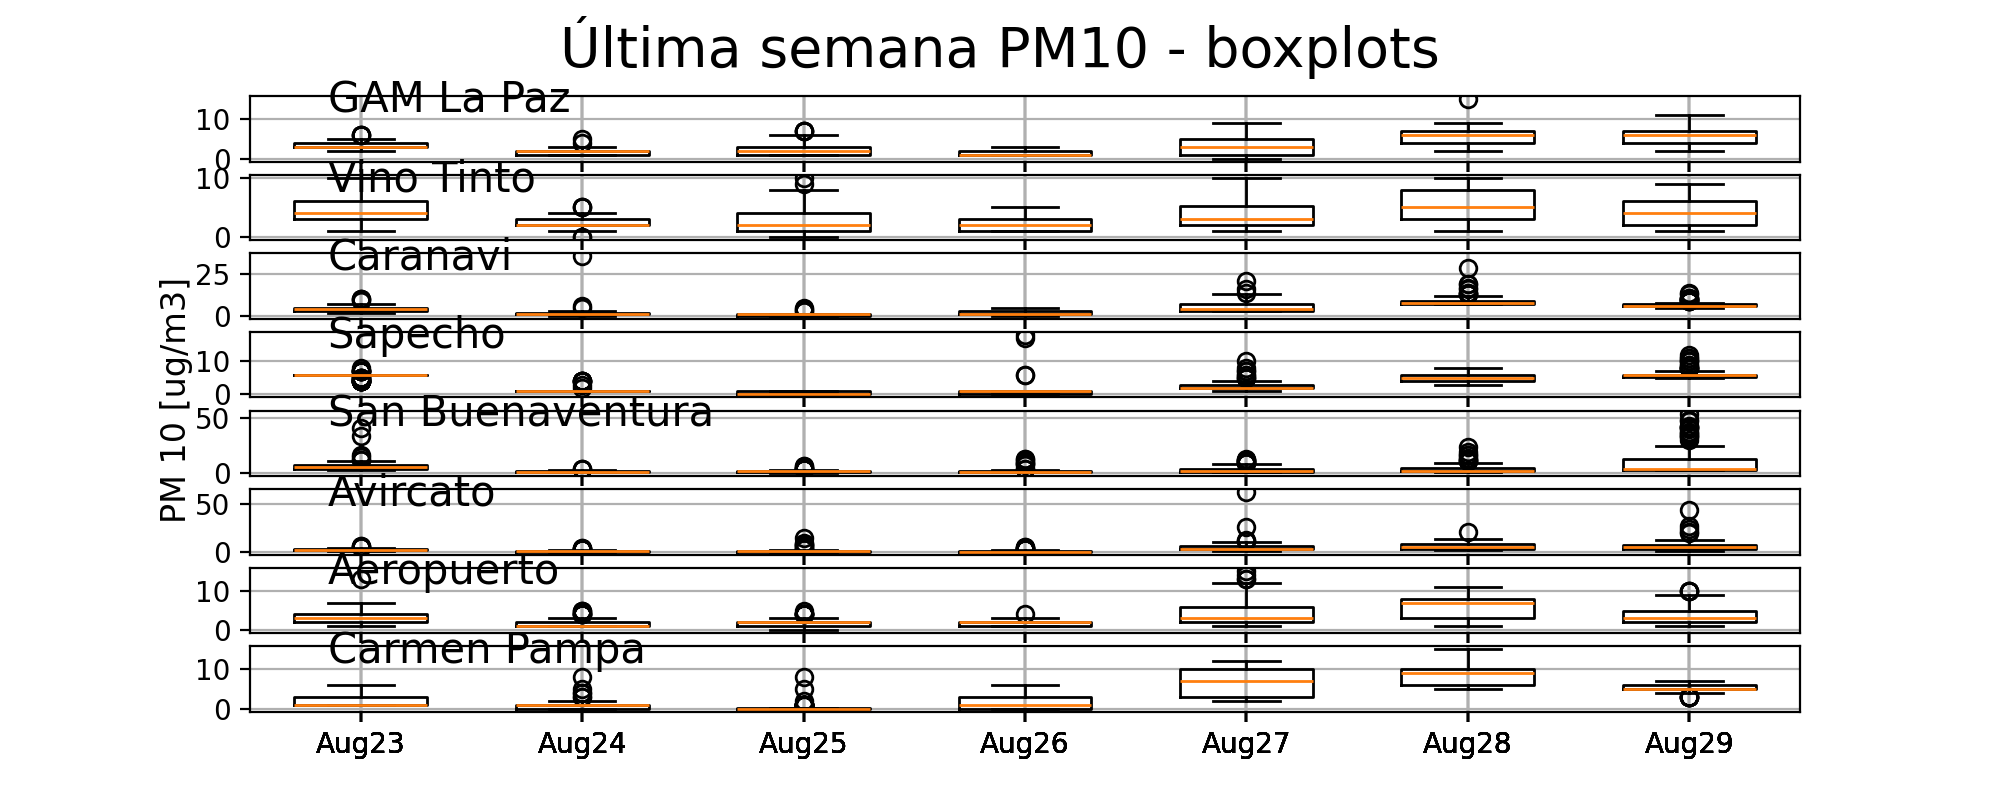 Última semana PM10 - boxplots
GAM La Paz
10
0
Vino Tinto
10
0
Caranavi
25
0
Sapecho
10
0
San Buenaventura
50
0
Avircato
50
0
Aeropuerto
10
0
Carmen Pampa
10
0
PM 10 [ug/m3]
Aug23 Aug24 Aug25 Aug26 Aug27 Aug28 Aug29